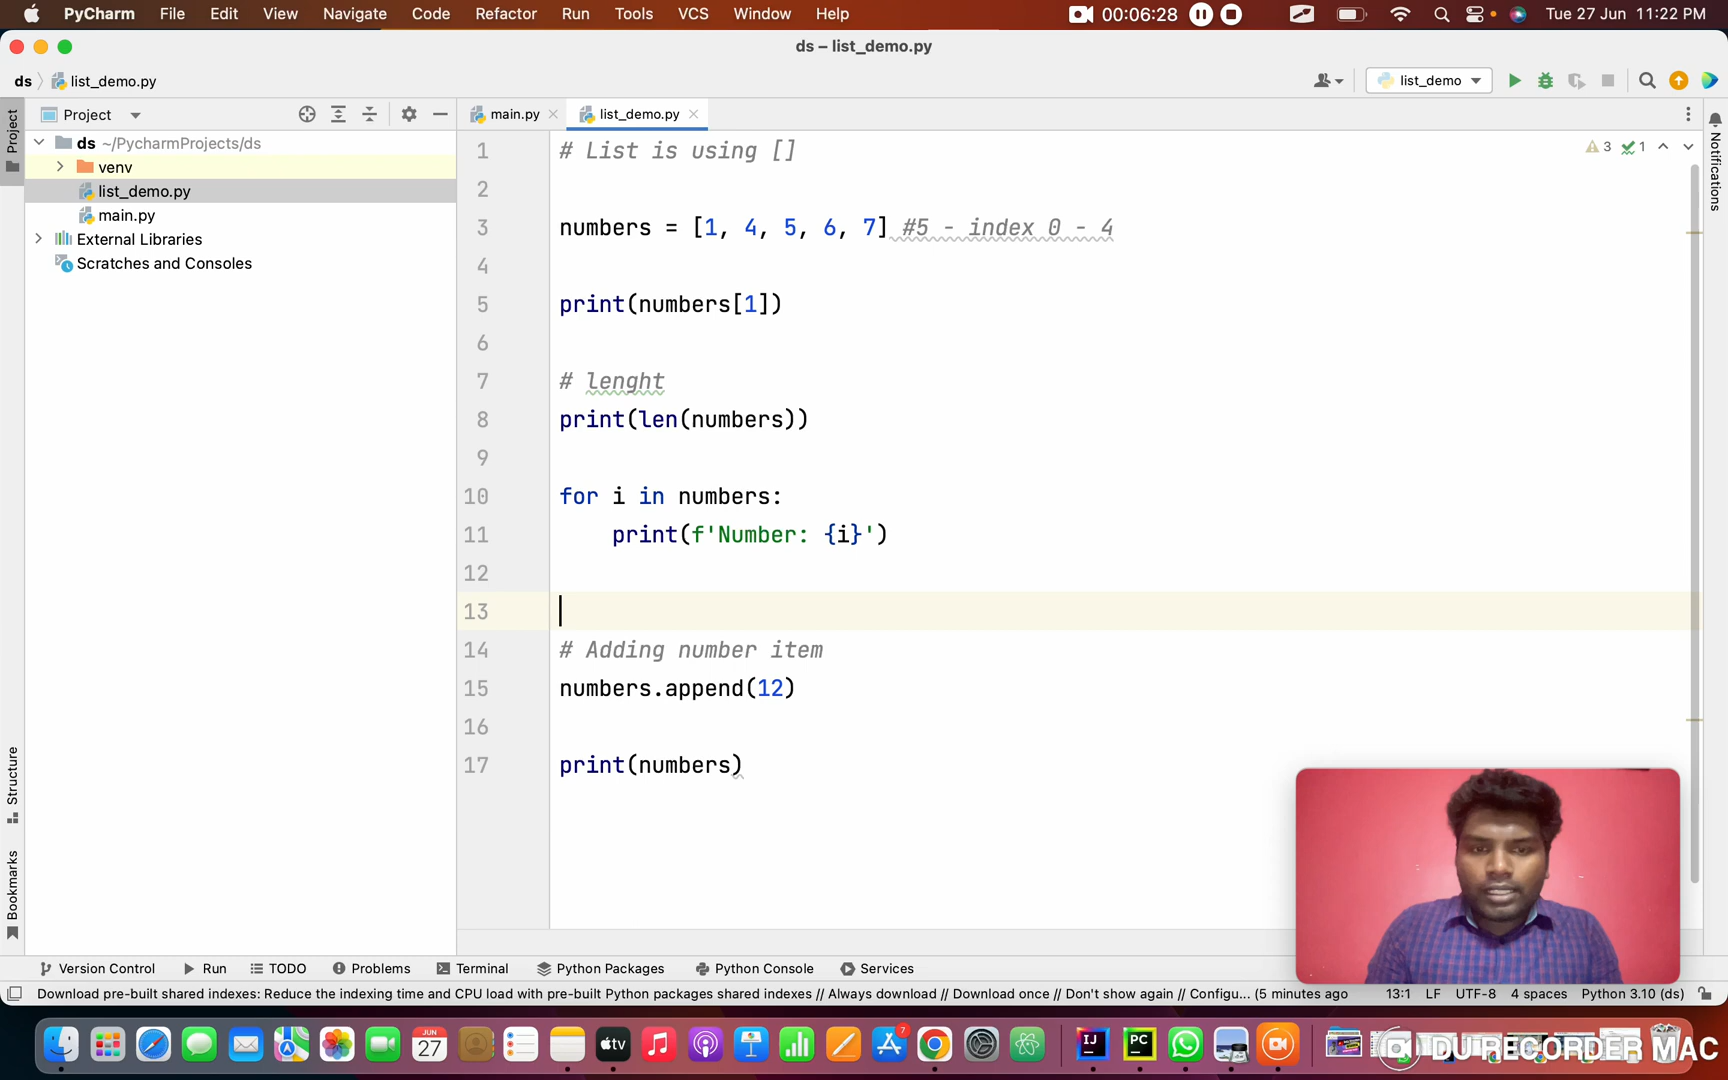 PyCharm File Edit View Navigate Code Refactor Run Tools VCS Window Help 00:06:28 Tue 27 Jun 11:22 PM
ds – list_demo.py
ds list_demo.py list_demo
Project main.py list_demo.py
Project
Notifications
ds ~/PycharmProjects/ds
venv
list_demo.py
main.py
External Libraries
Scratches and Consoles
3 1
1 # List is using []
2
3 numbers = [1, 4, 5, 6, 7] #5 - index 0 - 4
4
5 print(numbers[1])
6
7 # lenght
8 print(len(numbers))
9
10 for i in numbers:
11 print(f'Number: {i}')
12
13
14 # Adding number item
15 numbers.append(12)
16
17 print(numbers)
Structure
Bookmarks
Version Control Run TODO Problems Terminal Python Packages Python Console Services
Download pre-built shared indexes: Reduce the indexing time and CPU load with pre-built Python packages shared indexes // Always download // Download once // Don't show again // Configu... (5 minutes ago 13:1 LF UTF-8 4 spaces Python 3.10 (ds)
JUN
27
tv
7
IJ
PC
DU RECORDER MAC